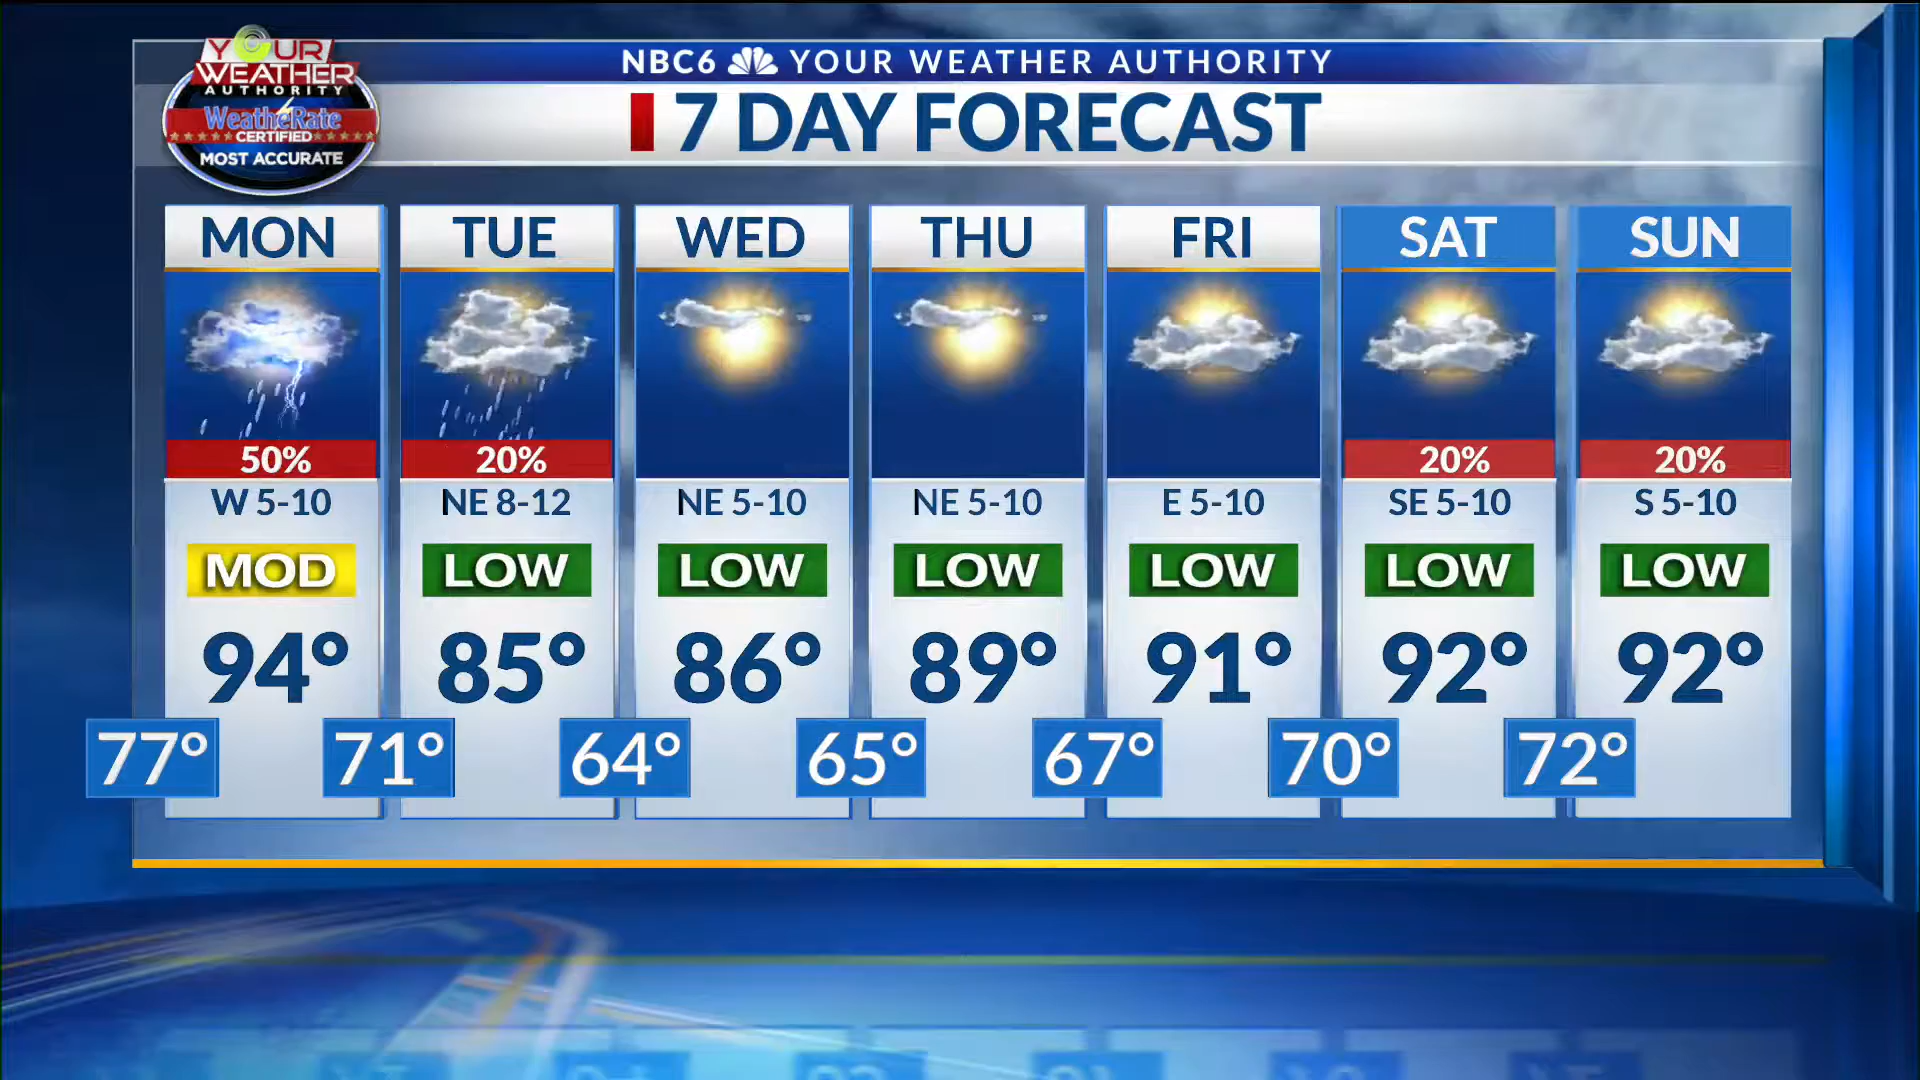 YOUR
WEATHER
AUTHORITY
WeatheRate
CERTIFIED
MOST ACCURATE
NBC6 YOUR WEATHER AUTHORITY
7 DAY FORECAST
MON TUE WED THU FRI SAT SUN
50% 20% 20% 20%
W 5-10 NE 8-12 NE 5-10 NE 5-10 E 5-10 SE 5-10 S 5-10
MOD LOW LOW LOW LOW LOW LOW
94° 85° 86° 89° 91° 92° 92°
77° 71° 64° 65° 67° 70° 72°